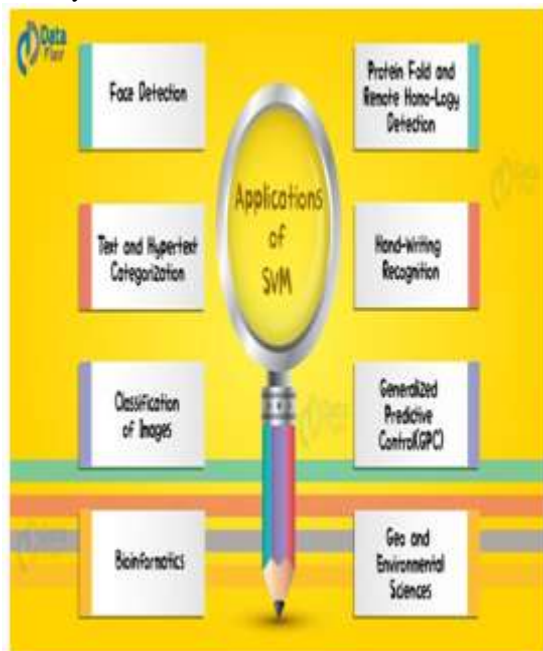 Data
Flair
Face Detection
Protein Fold and
Remote Homo-Logy
Detection
Applications
of
SVM
Text and Hypertext
Categorization
Hand-Writing
Recognition
Classification
of Images
Generalized
Predictive
Control(GPC)
Bioinformatics
Geo and
Environmental
Sciences